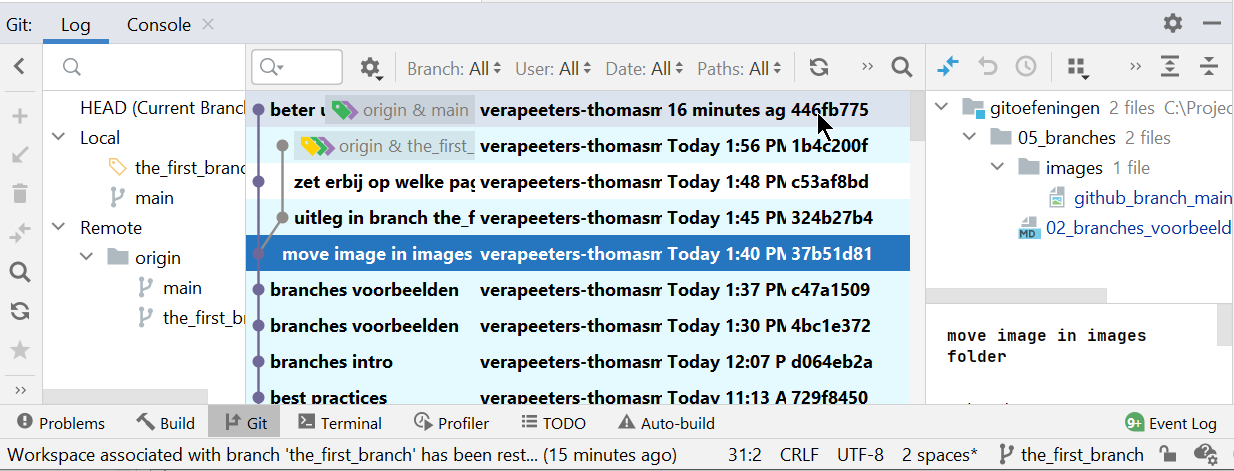 Git: Log Console
Branch: All User: All Date: All Paths: All
HEAD (Current Branc
Local
the_first_branc
main
Remote
origin
main
the_first_b
beter u origin & main verapeeters-thomasm 16 minutes ag 446fb775
origin & the_first_ verapeeters-thomasm Today 1:56 PM 1b4c200f
zet erbij op welke pag verapeeters-thomasm Today 1:48 PM c53af8bd
uitleg in branch the_f verapeeters-thomasm Today 1:45 PM 324b27b4
move image in images verapeeters-thomasm Today 1:40 PM 37b51d81
branches voorbeelden verapeeters-thomasm Today 1:37 PM c47a1509
branches voorbeelden verapeeters-thomasm Today 1:30 PM 4bc1e372
branches intro verapeeters-thomasm Today 12:07 P d064eb2a
best practices verapeeters-thomasm Today 11:13 A 729f8450
gitoefeningen 2 files C:\Projec
05_branches 2 files
images 1 file
github_branch_main
MD 02_branches_voorbeeld
move image in images
folder
Problems Build Git Terminal Profiler TODO Auto-build 9+ Event Log
Workspace associated with branch 'the_first_branch' has been rest... (15 minutes ago) 31:2 CRLF UTF-8 2 spaces* the_first_branch